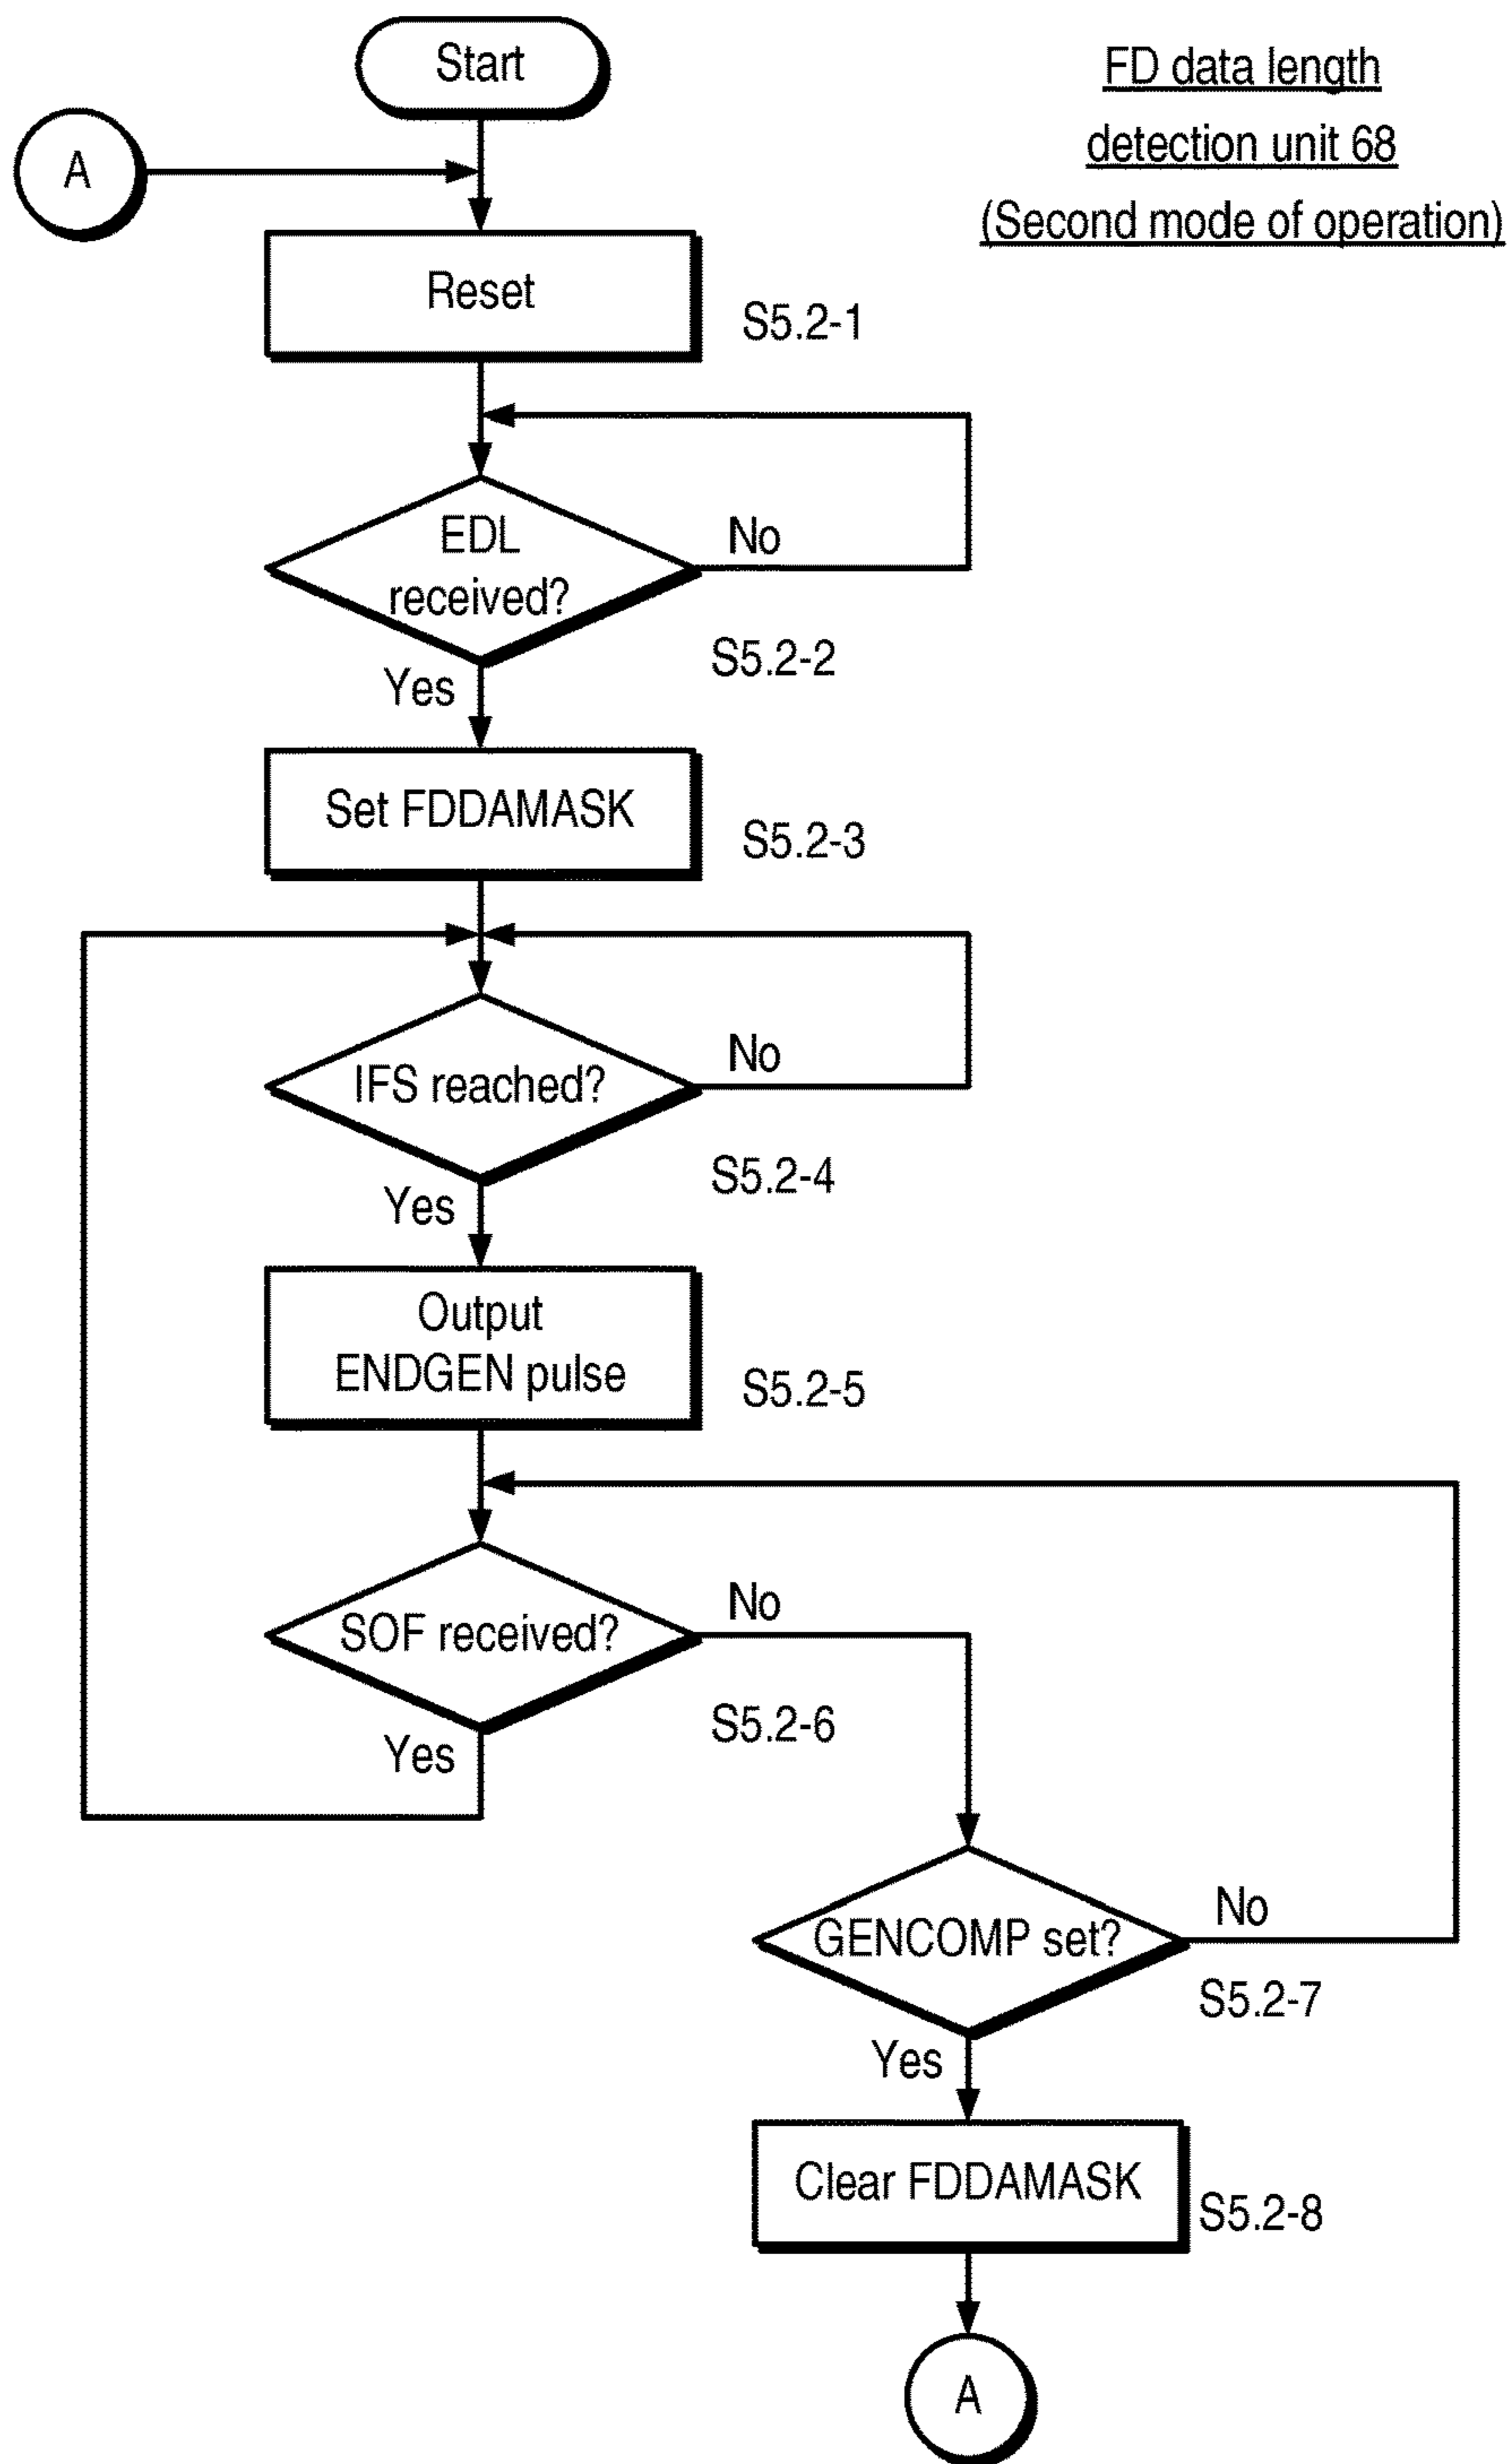 Start
FD data length
detection unit 68
(Second mode of operation)
A
Reset
S5.2-1
EDL
received?
No
S5.2-2
Yes
Set FDDAMASK
S5.2-3
IFS reached?
No
S5.2-4
Yes
Output
ENDGEN pulse
S5.2-5
SOF received?
No
S5.2-6
Yes
GENCOMP set?
No
S5.2-7
Yes
Clear FDDAMASK
S5.2-8
A